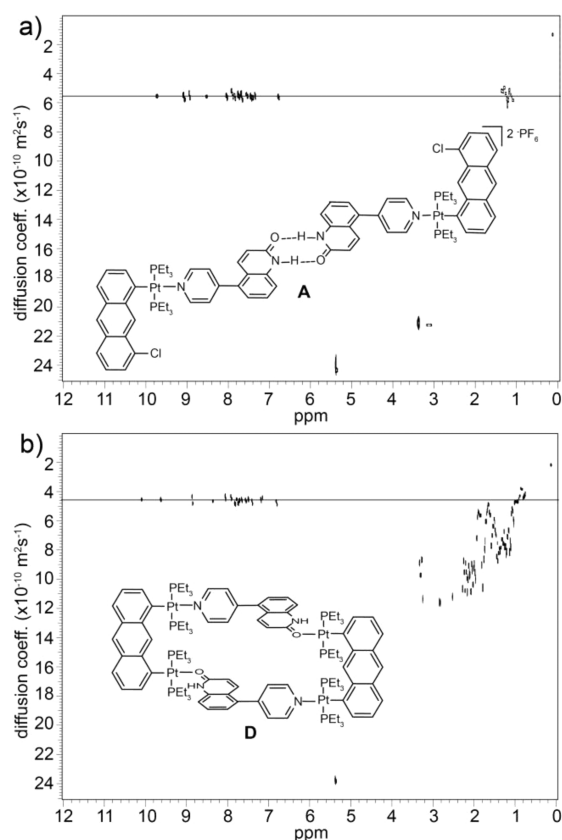 a)
diffusion coeff. (x10⁻¹⁰ m²s⁻¹)
2
4
6
8
10
12
14
16
18
20
22
24
Cl
2 ⁻PF₆
PEt₃
Pt
N
PEt₃
O
H
N
N
H
O
PEt₃
Pt
N
PEt₃
Cl
A
12 11 10 9 8 7 6 5 4 3 2 1 0
ppm
b)
diffusion coeff. (x10⁻¹⁰ m²s⁻¹)
2
4
6
8
10
12
14
16
18
20
22
24
PEt₃
Pt
N
PEt₃
NH
O
PEt₃
Pt
PEt₃
PEt₃
Pt
O
PEt₃
HN
N
PEt₃
Pt
PEt₃
D
12 11 10 9 8 7 6 5 4 3 2 1 0
ppm